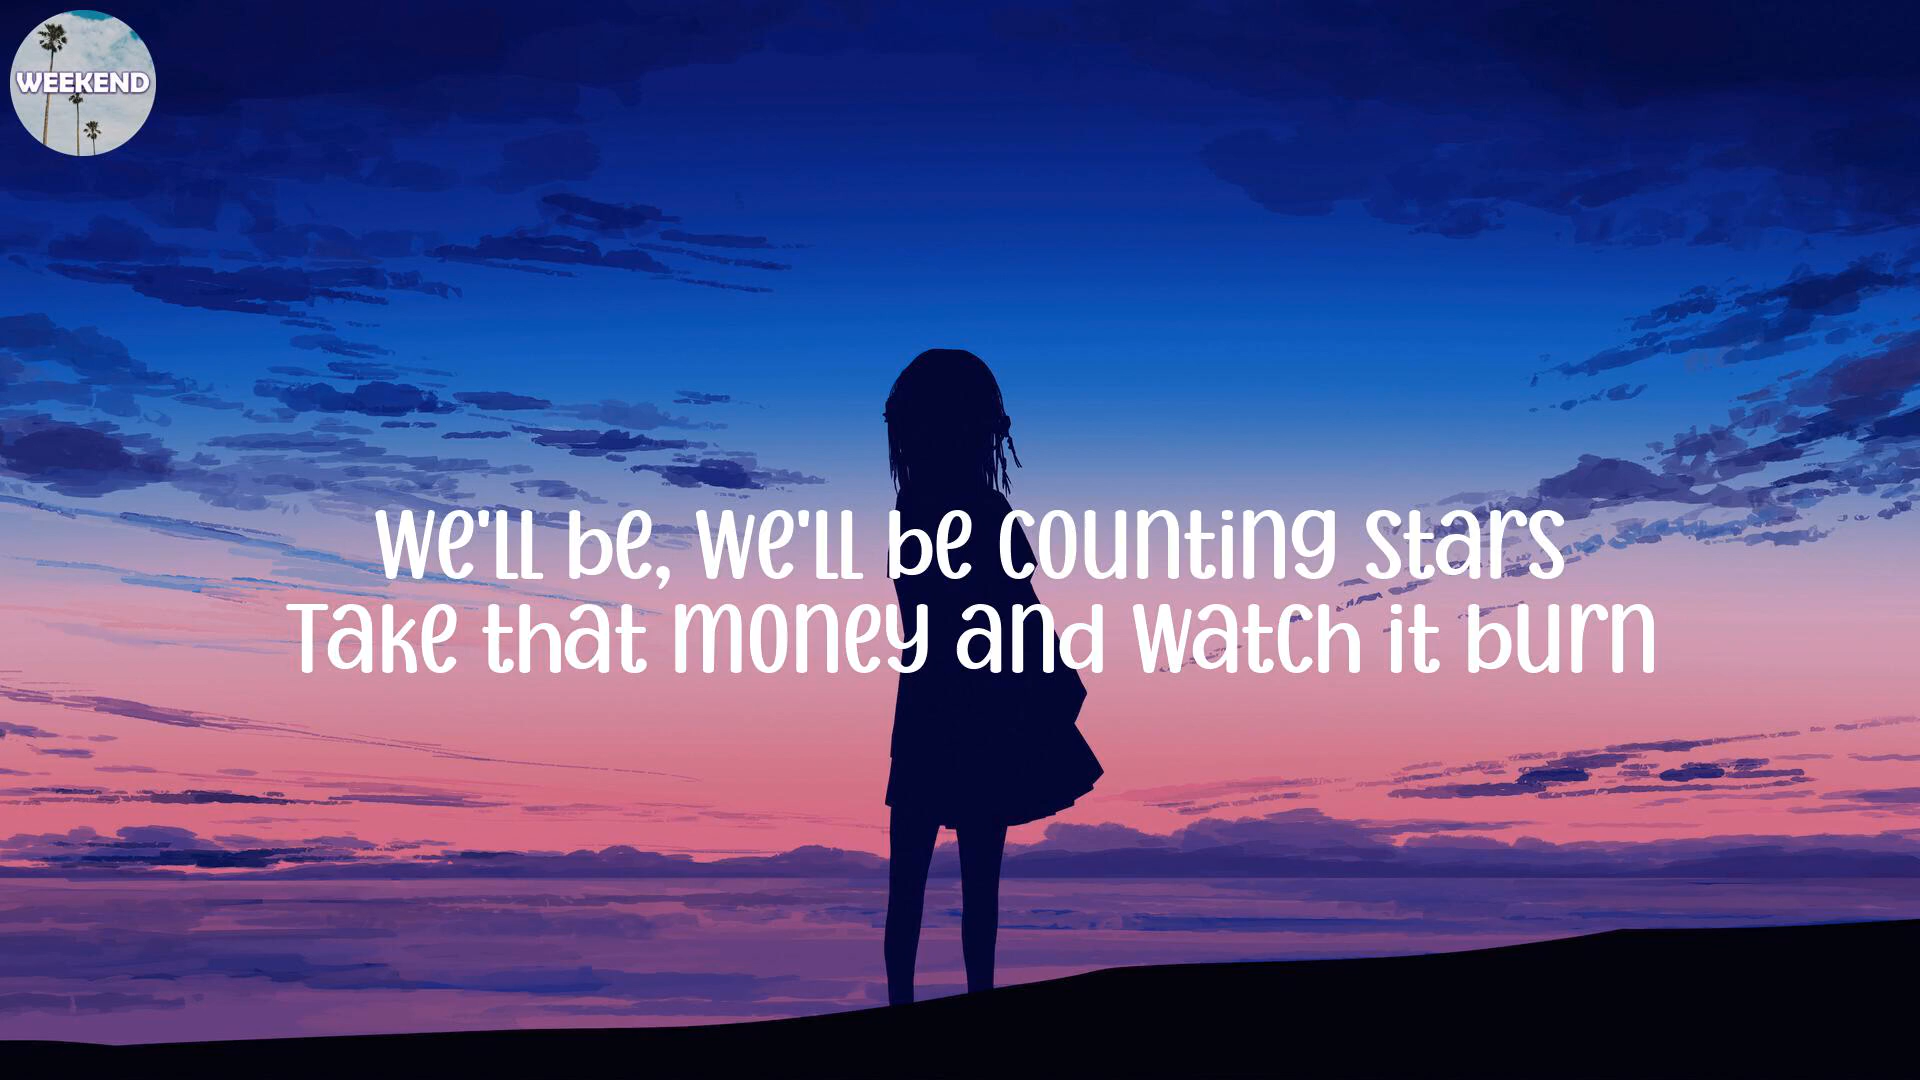 WEEKEND
We'll be, we'll be counting stars
Take that money and watch it burn